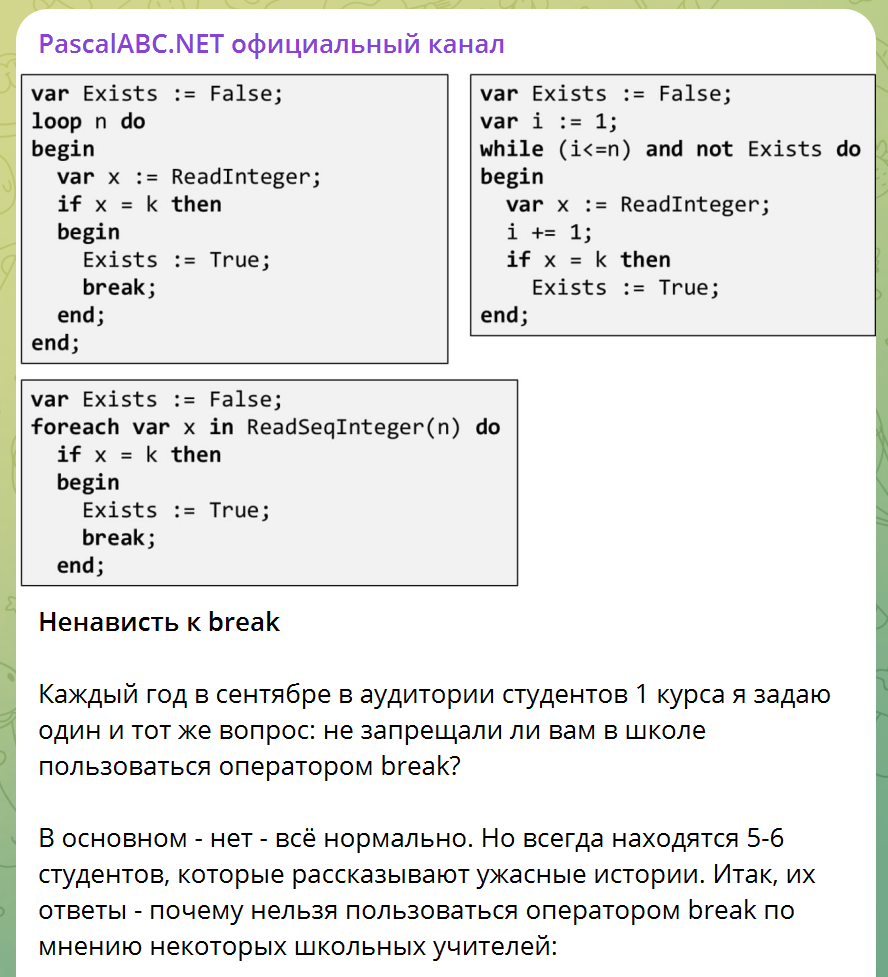 PascalABC.NET официальный канал
var Exists := False;
loop n do
begin
  var x := ReadInteger;
  if x = k then
  begin
    Exists := True;
    break;
  end;
end;
var Exists := False;
var i := 1;
while (i<=n) and not Exists do
begin
  var x := ReadInteger;
  i += 1;
  if x = k then
    Exists := True;
end;
var Exists := False;
foreach var x in ReadSeqInteger(n) do
  if x = k then
  begin
    Exists := True;
    break;
  end;
Ненависть к break
Каждый год в сентябре в аудитории студентов 1 курса я задаю
один и тот же вопрос: не запрещали ли вам в школе
пользоваться оператором break?
В основном - нет - всё нормально. Но всегда находятся 5-6
студентов, которые рассказывают ужасные истории. Итак, их
ответы - почему нельзя пользоваться оператором break по
мнению некоторых школьных учителей: